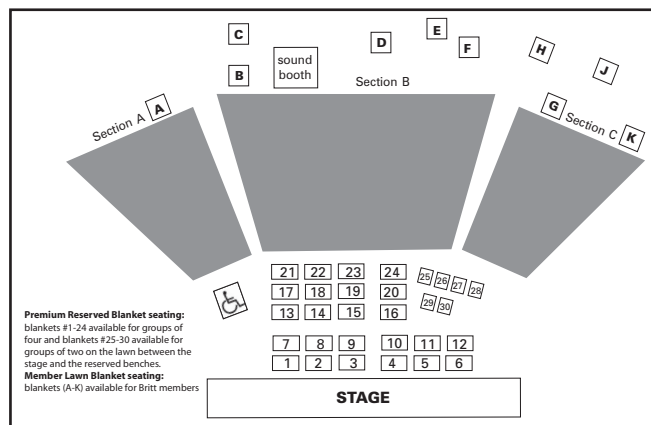 C
E
D
F
H
sound
booth
B
J
Section B
Section A
A
G
Section C
K
21 22 23 24
25 26 27 28
17 18 19 20
29 30
13 14 15 16
Premium Reserved Blanket seating:
blankets #1-24 available for groups of
four and blankets #25-30 available for
groups of two on the lawn between the
stage and the reserved benches.
Member Lawn Blanket seating:
blankets (A-K) available for Britt members
7 8 9 10 11 12
1 2 3 4 5 6
STAGE